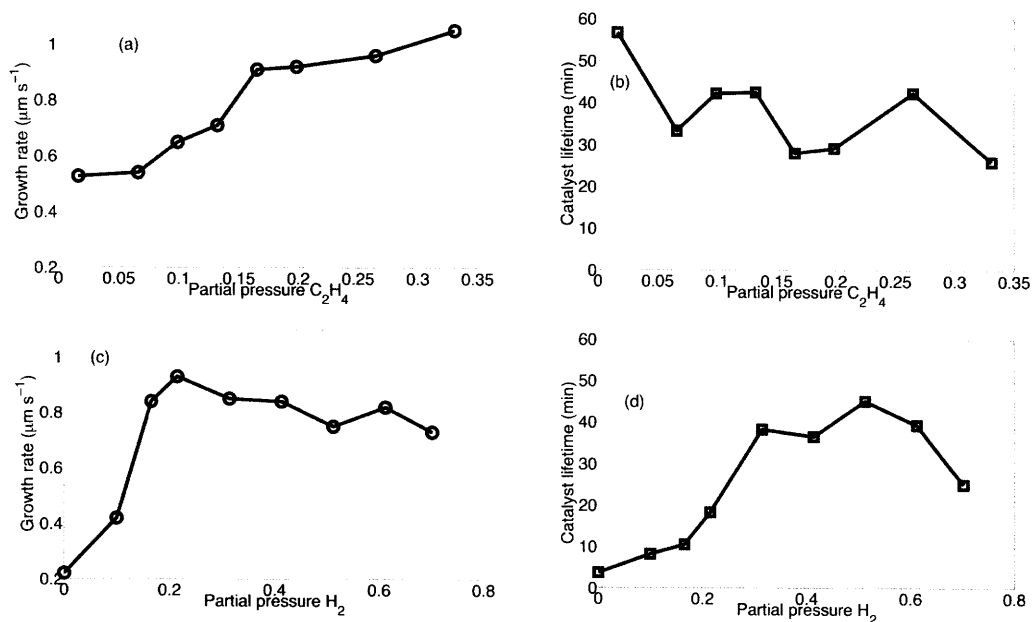 (a)
Growth rate (μm s⁻¹)
1
0.8
0.6
0.4
0.2
0 0.05 0.1 0.15 0.2 0.25 0.3 0.35
Partial pressure C₂H₄
(b)
Catalyst lifetime (min)
60
50
40
30
20
10
0
0 0.05 0.1 0.15 0.2 0.25 0.3 0.35
Partial pressure C₂H₄
(c)
Growth rate (μm s⁻¹)
1
0.8
0.6
0.4
0.2
0 0.2 0.4 0.6 0.8
Partial pressure H₂
(d)
Catalyst lifetime (min)
60
50
40
30
20
10
0
0 0.2 0.4 0.6 0.8
Partial pressure H₂